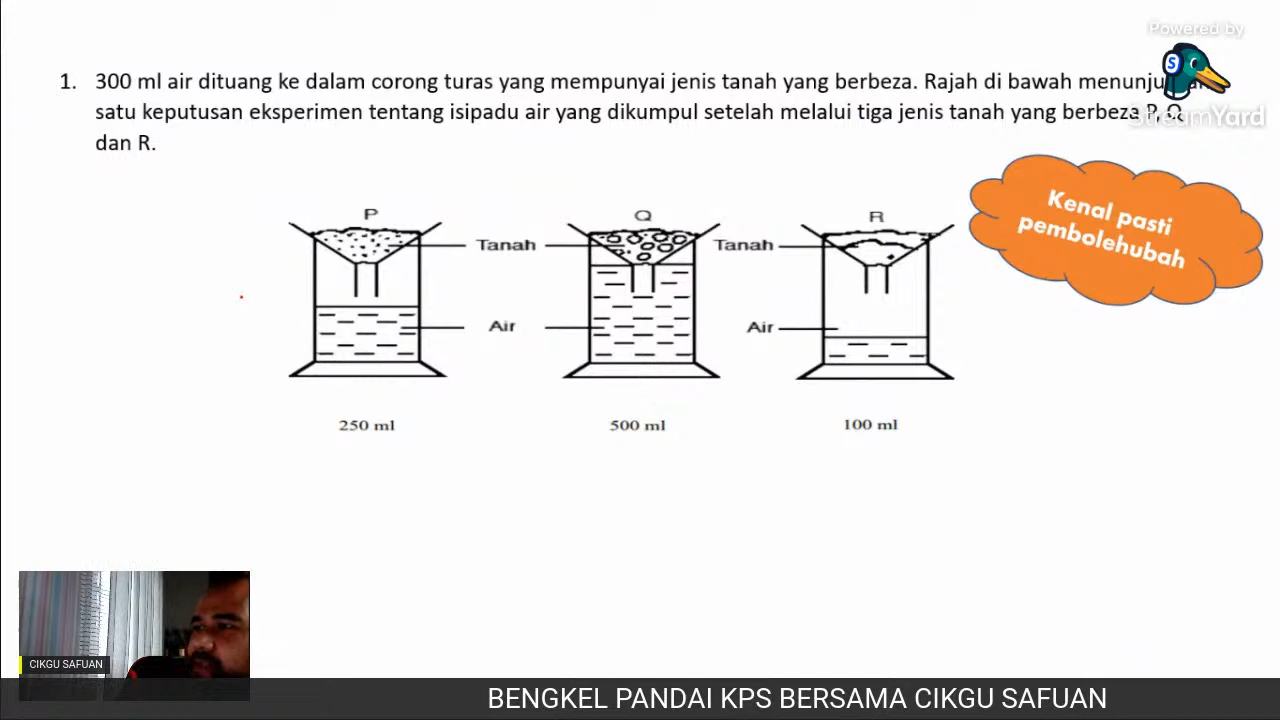 Powered by
StreamYard
1. 300 ml air dituang ke dalam corong turas yang mempunyai jenis tanah yang berbeza. Rajah di bawah
satu keputusan eksperimen tentang isipadu air yang dikumpul setelah melalui tiga jenis tanah yang berbeza P, Q
dan R.
Kenal pasti
pembolehubah
P Q R
Tanah Tanah
Air Air
250 ml 500 ml 100 ml
CIKGU SAFUAN
BENGKEL PANDAI KPS BERSAMA CIKGU SAFUAN